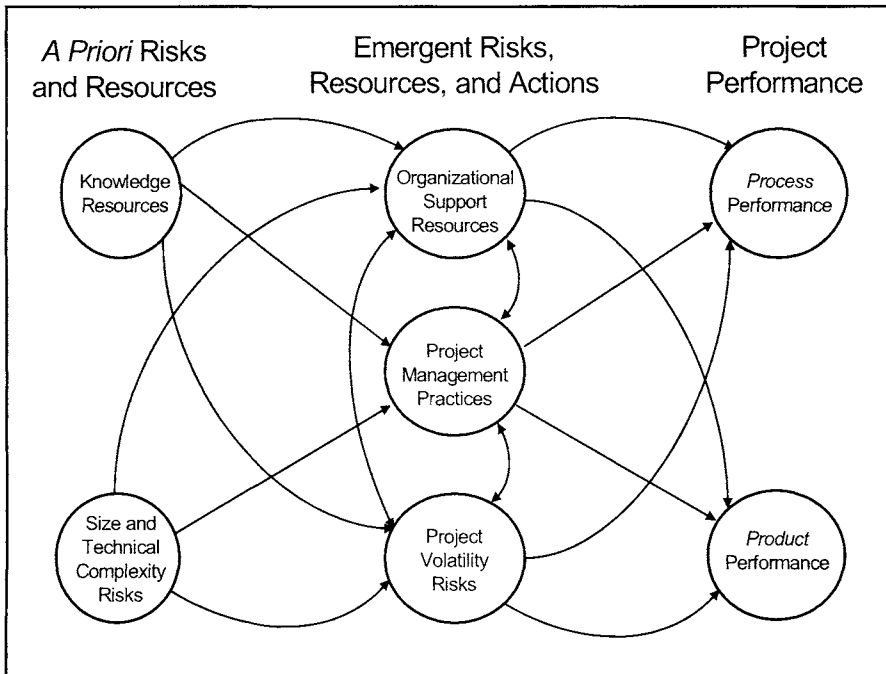 A Priori Risks
and Resources
Emergent Risks,
Resources, and Actions
Project
Performance
Knowledge
Resources
Organizational
Support
Resources
Process
Performance
Project
Management
Practices
Size and
Technical
Complexity
Risks
Project
Volatility
Risks
Product
Performance